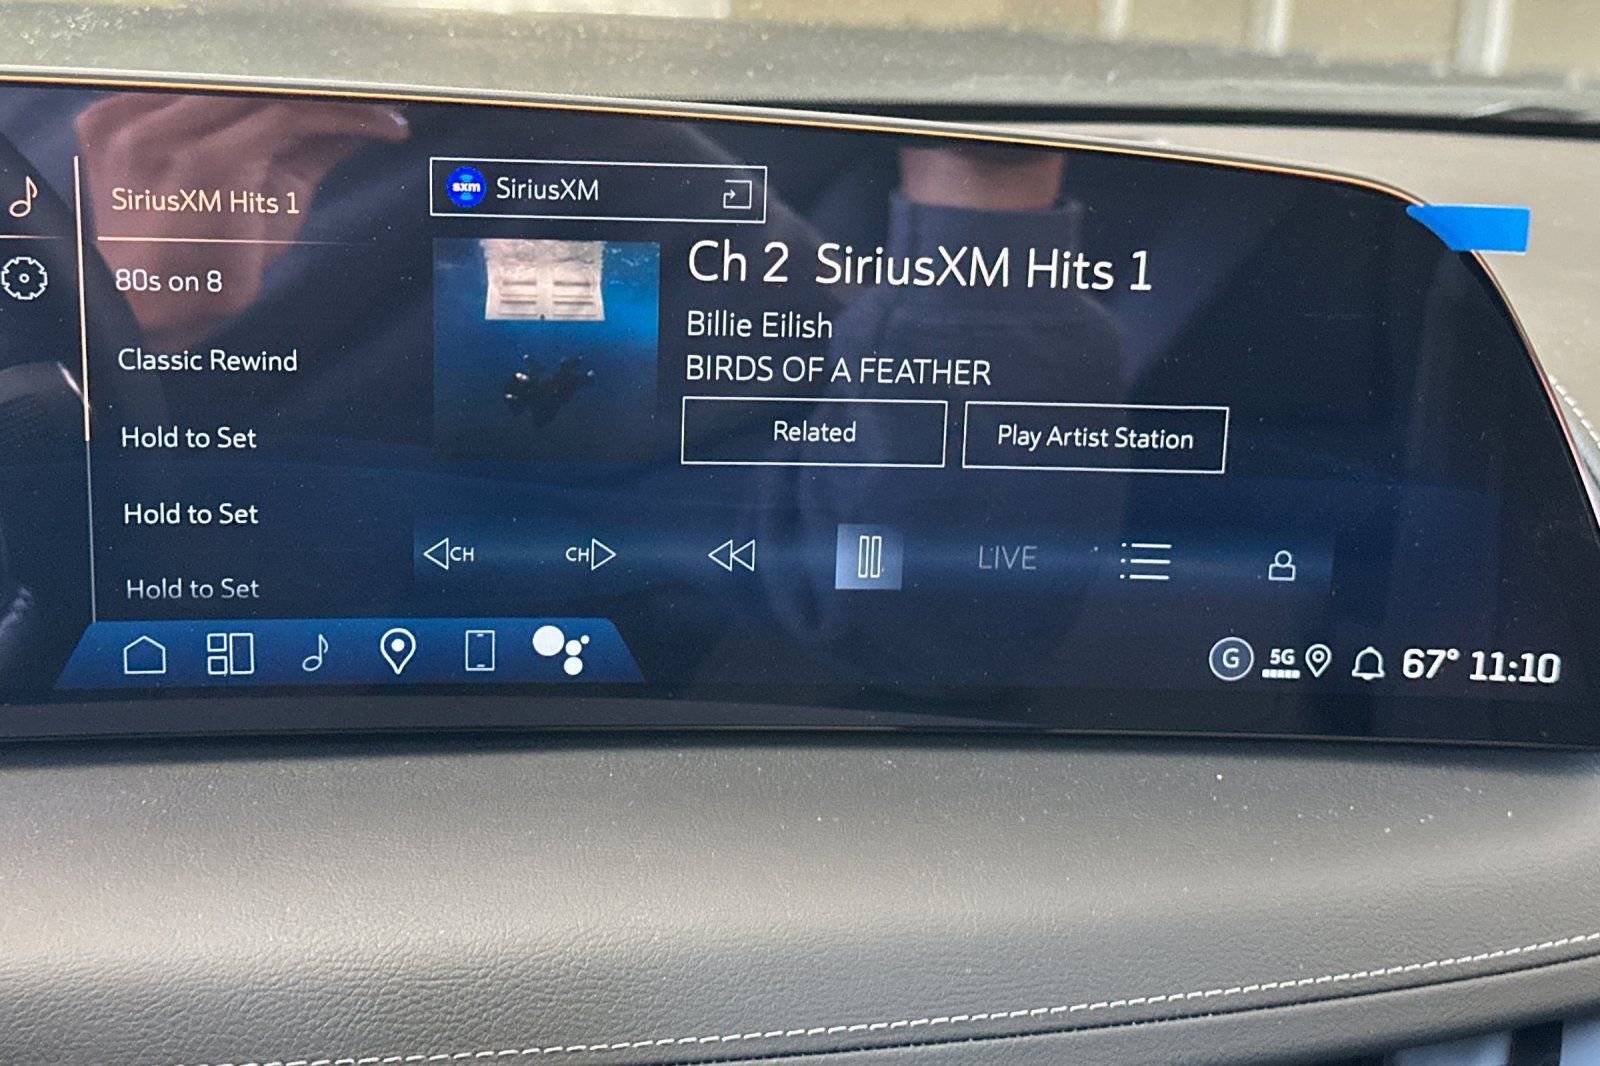 SiriusXM Hits 1
80s on 8
Classic Rewind
Hold to Set
Hold to Set
Hold to Set
sxm SiriusXM
Ch 2 SiriusXM Hits 1
Billie Eilish
BIRDS OF A FEATHER
Related
Play Artist Station
CH
CH
LIVE
G 5G 67° 11:10